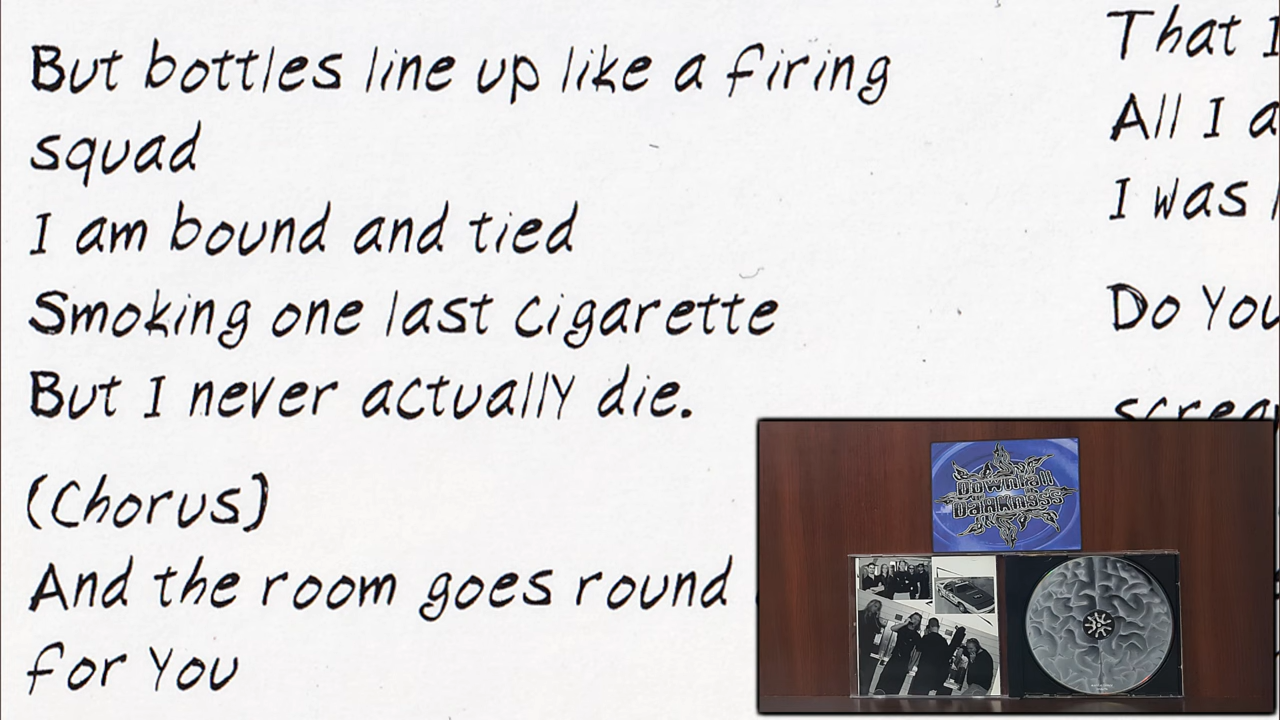 But bottles line up like a firing
squad
I am bound and tied
Smoking one last cigarette
But I never actually die.
(Chorus)
And the room goes round
for You
That I
All I a
I was
Do You
screa
Downfall
Darkness